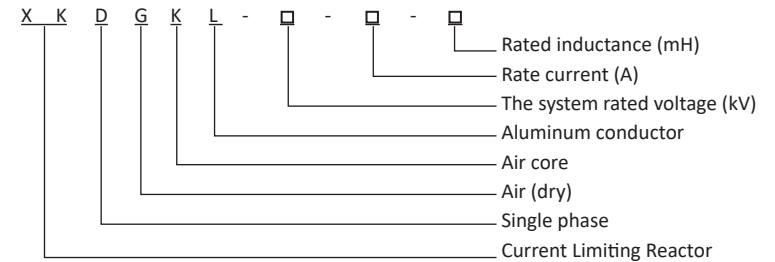 X K D G K L - □ - □ - □
Rated inductance (mH)
Rate current (A)
The system rated voltage (kV)
Aluminum conductor
Air core
Air (dry)
Single phase
Current Limiting Reactor